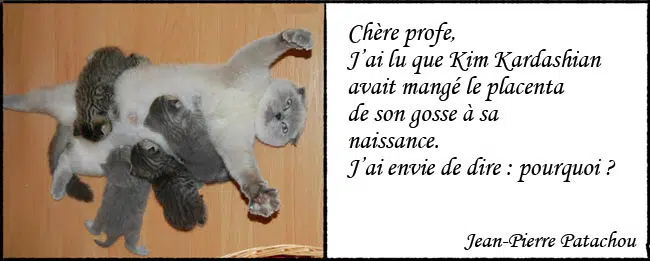 Chère profe,
J'ai lu que Kim Kardashian
avait mangé le placenta
de son gosse à sa
naissance.
J'ai envie de dire : pourquoi ?
Jean-Pierre Patachou